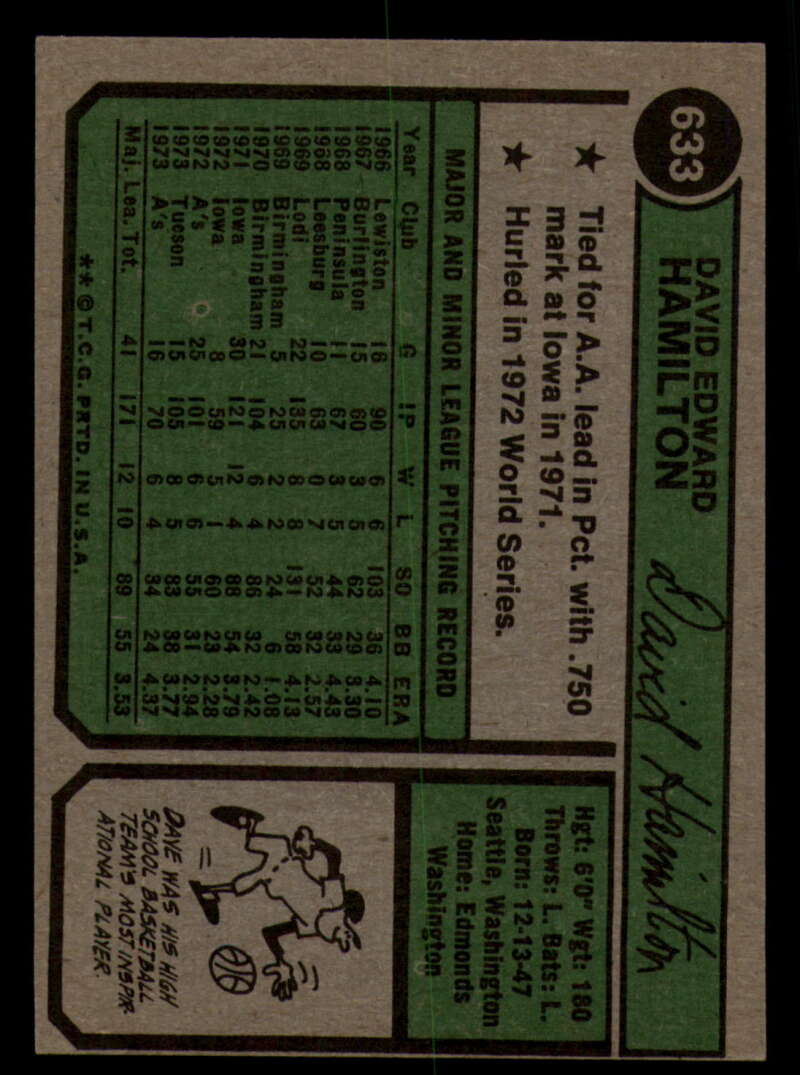 633
DAVID EDWARD
HAMILTON
David Hamilton
★ Tied for A.A. lead in Pct. with .750
mark at Iowa in 1971.
★ Hurled in 1972 World Series.
MAJOR AND MINOR LEAGUE PITCHING RECORD
Year Club G IP W L SO BB ERA
1966 Lewiston 16 90 6 6 103 36 4.10
1967 Burlington 15 60 3 5 62 29 3.30
1968 Peninsula 11 67 3 5 44 33 4.43
1968 Leesburg 10 63 0 7 52 32 2.57
1969 Lodi 22 135 8 8 131 58 4.13
1969 Birmingham 5 25 2 2 24 6 1.08
1970 Birmingham 21 104 6 4 86 32 2.42
1971 Iowa 30 121 12 4 88 54 3.79
1972 Iowa 8 59 5 1 60 23 2.28
1972 A's 25 101 6 6 55 31 2.94
1973 Tucson 15 105 8 5 83 38 3.77
1973 A's 16 70 6 4 34 24 4.37
Maj. Lea. Tot. 41 171 12 10 89 55 3.53
**©T.C.G. PRTD. IN U.S.A.
Hgt: 6'0" Wgt: 180
Throws: L. Bats: L.
Born: 12-13-47
Seattle, Washington
Home: Edmonds
Washington
DAVE WAS HIS HIGH
SCHOOL BASKETBALL
TEAM'S MOST INSPIR-
ATIONAL PLAYER.